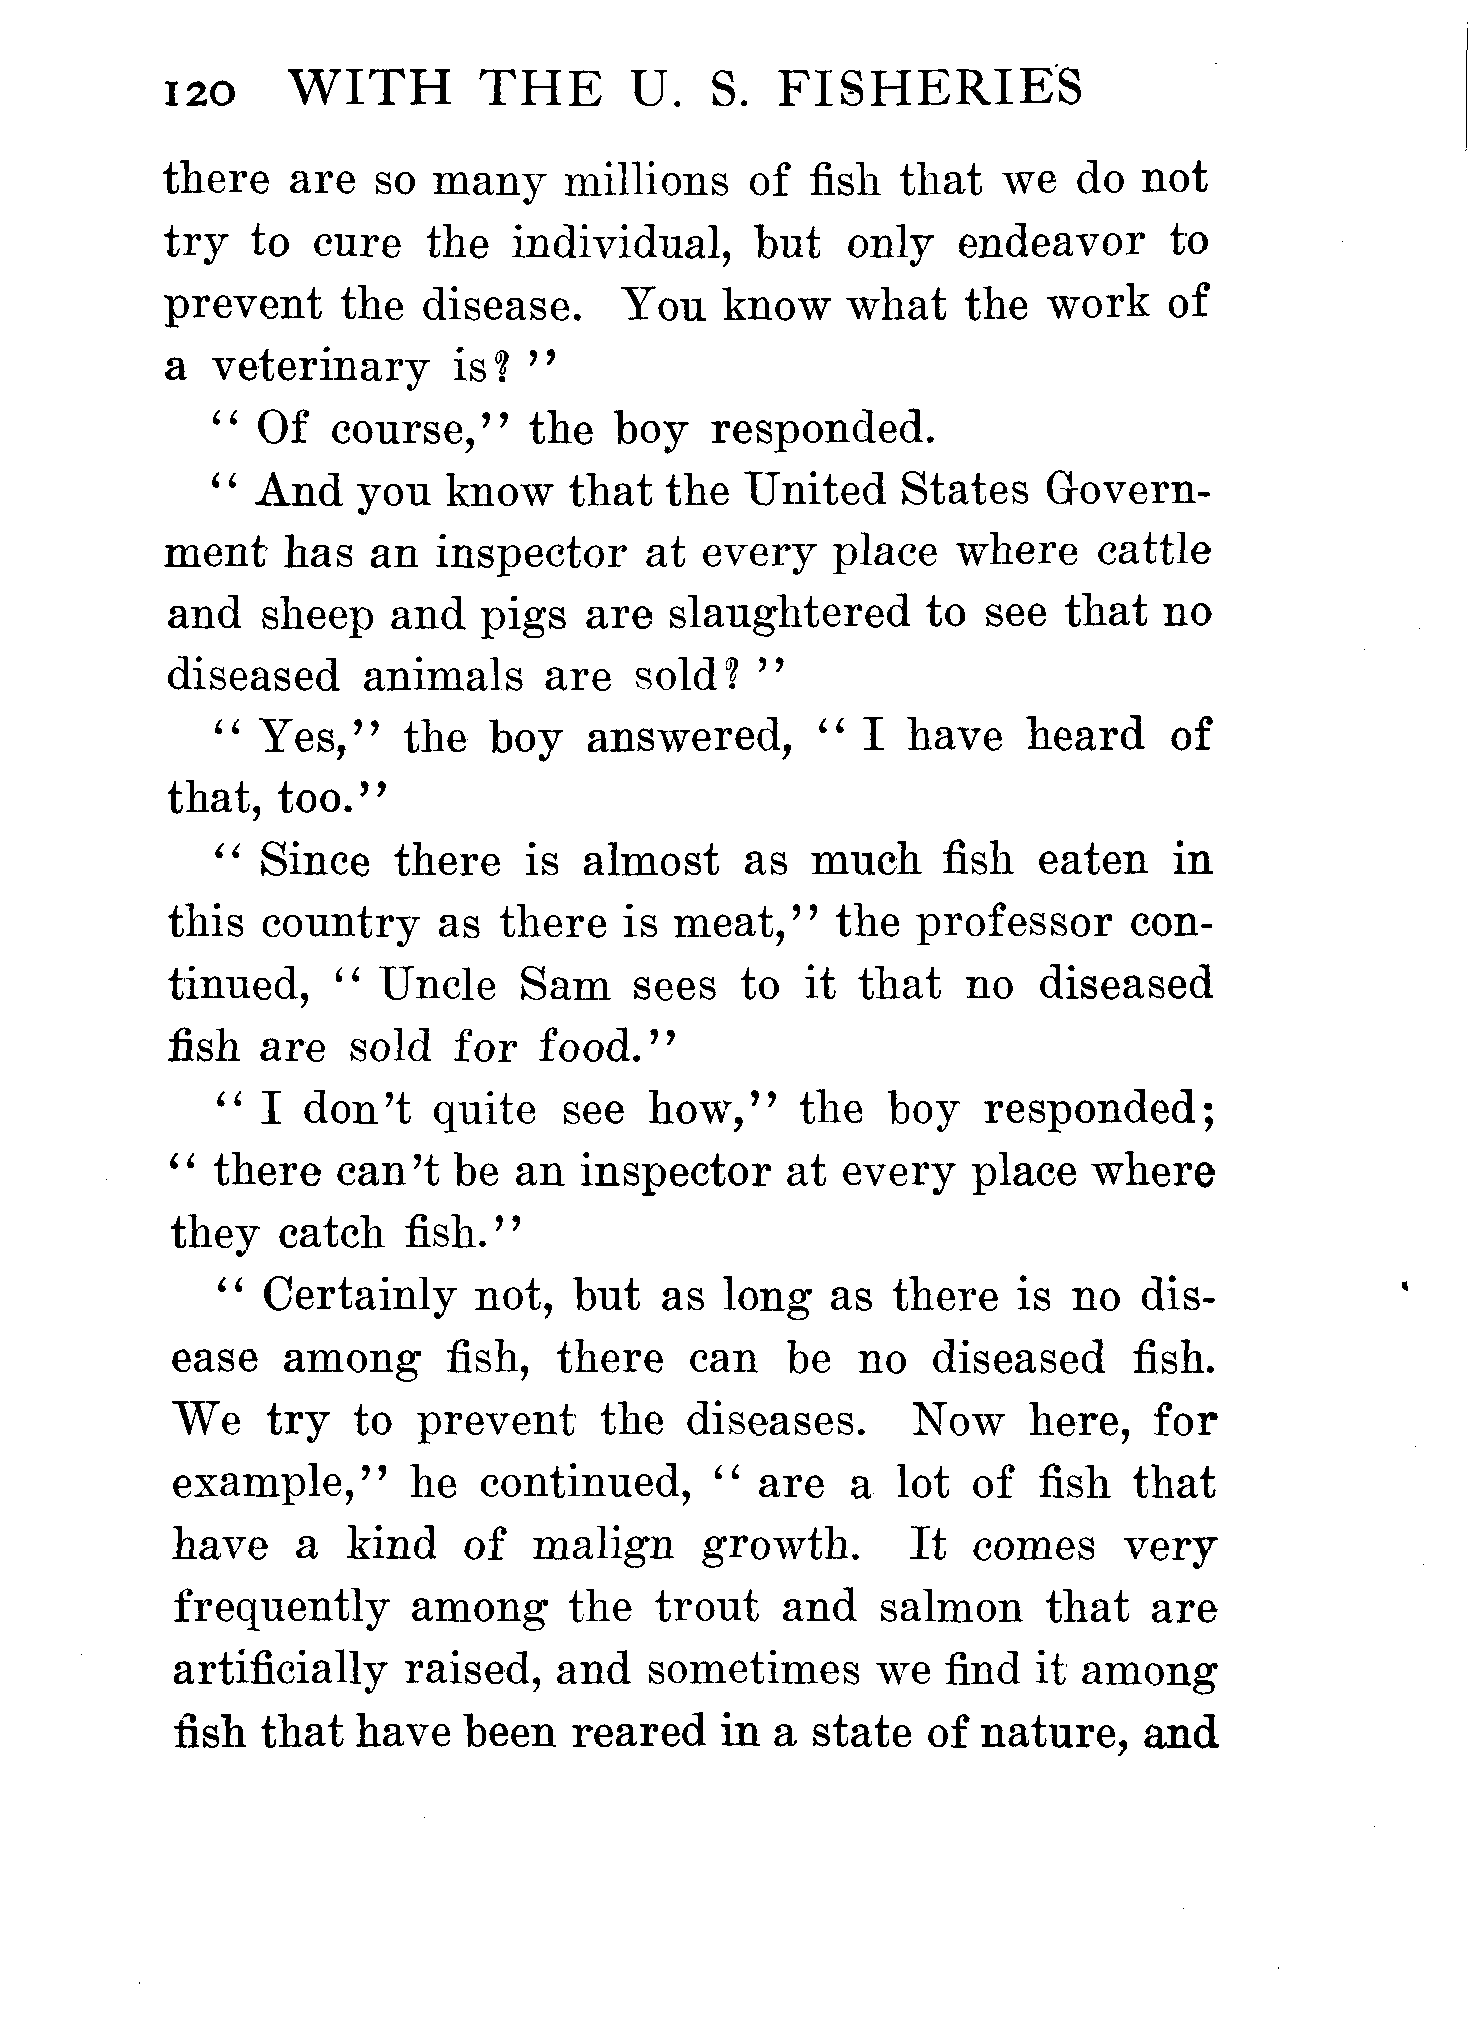 120 WITH THE U. S. FISHERIES
there are so many millions of fish that we do not
try to cure the individual, but only endeavor to
prevent the disease. You know what the work of
a veterinary is? ''
'' Of course,'' the boy responded.
'' And you know that the United States Govern-
ment has an inspector at every place where cattle
and sheep and pigs are slaughtered to see that no
diseased animals are sold? ''
'' Yes,'' the boy answered, '' I have heard of
that, too.''
'' Since there is almost as much fish eaten in
this country as there is meat,'' the professor con-
tinued, '' Uncle Sam sees to it that no diseased
fish are sold for food.''
'' I don't quite see how,'' the boy responded;
'' there can't be an inspector at every place where
they catch fish.''
'' Certainly not, but as long as there is no dis-
ease among fish, there can be no diseased fish.
We try to prevent the diseases. Now here, for
example,'' he continued, '' are a lot of fish that
have a kind of malign growth. It comes very
frequently among the trout and salmon that are
artificially raised, and sometimes we find it among
fish that have been reared in a state of nature, and